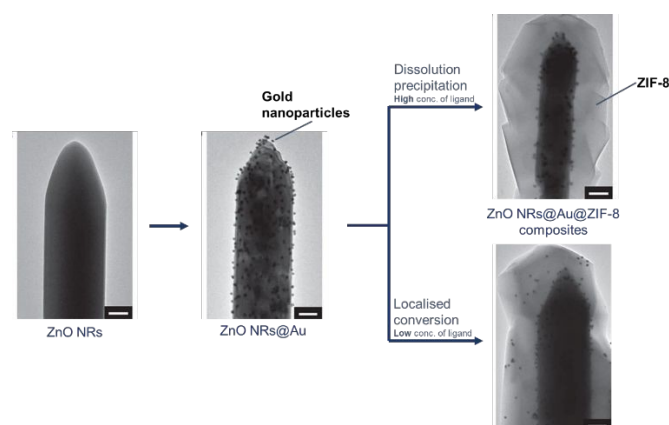 Gold
nanoparticles
ZnO NRs
ZnO NRs@Au
Dissolution
precipitation
High conc. of ligand
ZIF-8
ZnO NRs@Au@ZIF-8
composites
Localised
conversion
Low conc. of ligand